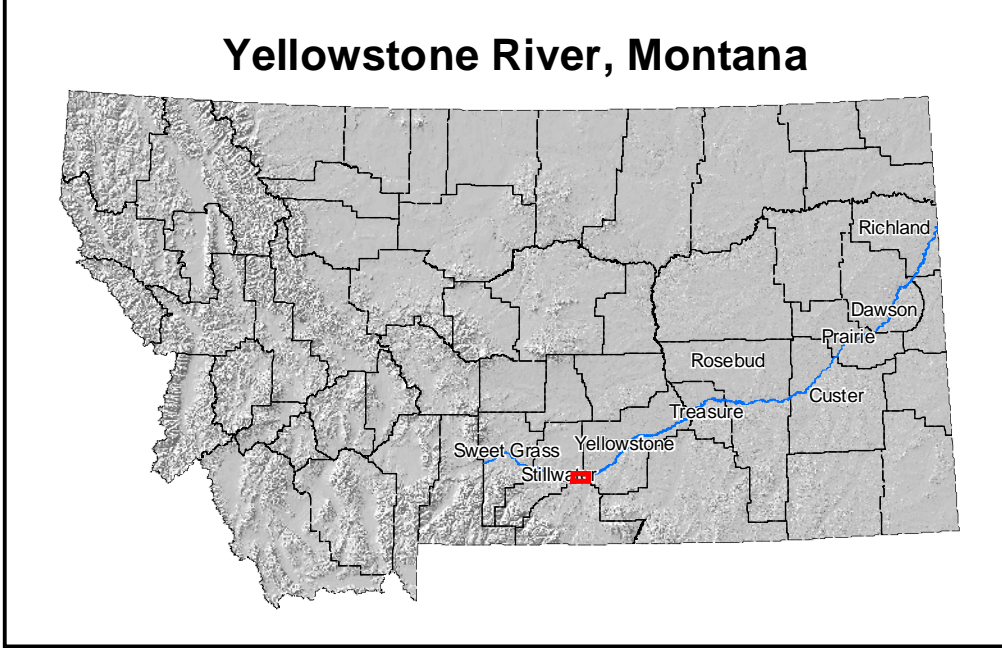 Yellowstone River, Montana
Richland
Dawson
Prairie
Rosebud
Custer
Treasure
Yellowstone
Sweet Grass
Stillwater